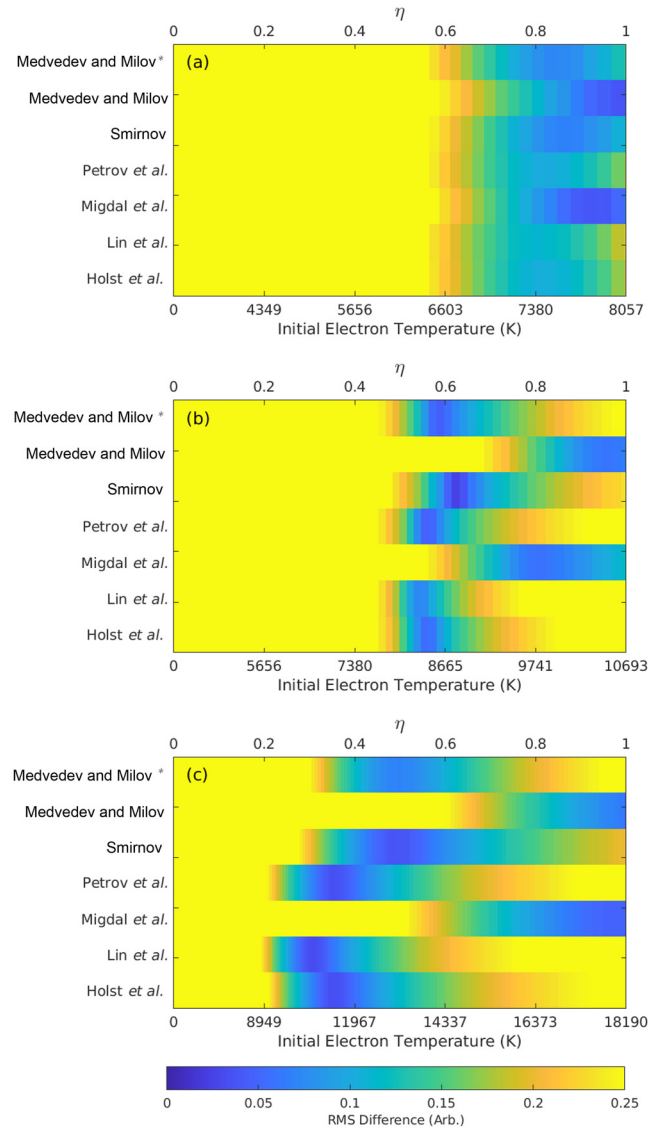 η
0 0.2 0.4 0.6 0.8 1
Medvedev and Milov* (a)
Medvedev and Milov
Smirnov
Petrov et al.
Migdal et al.
Lin et al.
Holst et al.
0 4349 5656 6603 7380 8057
Initial Electron Temperature (K)
η
0 0.2 0.4 0.6 0.8 1
Medvedev and Milov * (b)
Medvedev and Milov
Smirnov
Petrov et al.
Migdal et al.
Lin et al.
Holst et al.
0 5656 7380 8665 9741 10693
Initial Electron Temperature (K)
η
0 0.2 0.4 0.6 0.8 1
Medvedev and Milov * (c)
Medvedev and Milov
Smirnov
Petrov et al.
Migdal et al.
Lin et al.
Holst et al.
0 8949 11967 14337 16373 18190
Initial Electron Temperature (K)
0 0.05 0.1 0.15 0.2 0.25
RMS Difference (Arb.)